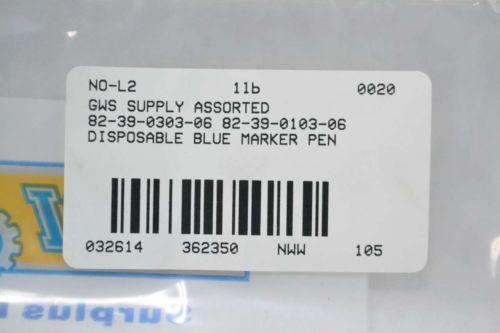 NO-L2 1lb 0020
GWS SUPPLY ASSORTED
82-39-0303-06 82-39-0103-06
DISPOSABLE BLUE MARKER PEN
032614 362350 NWW 105
Surplus